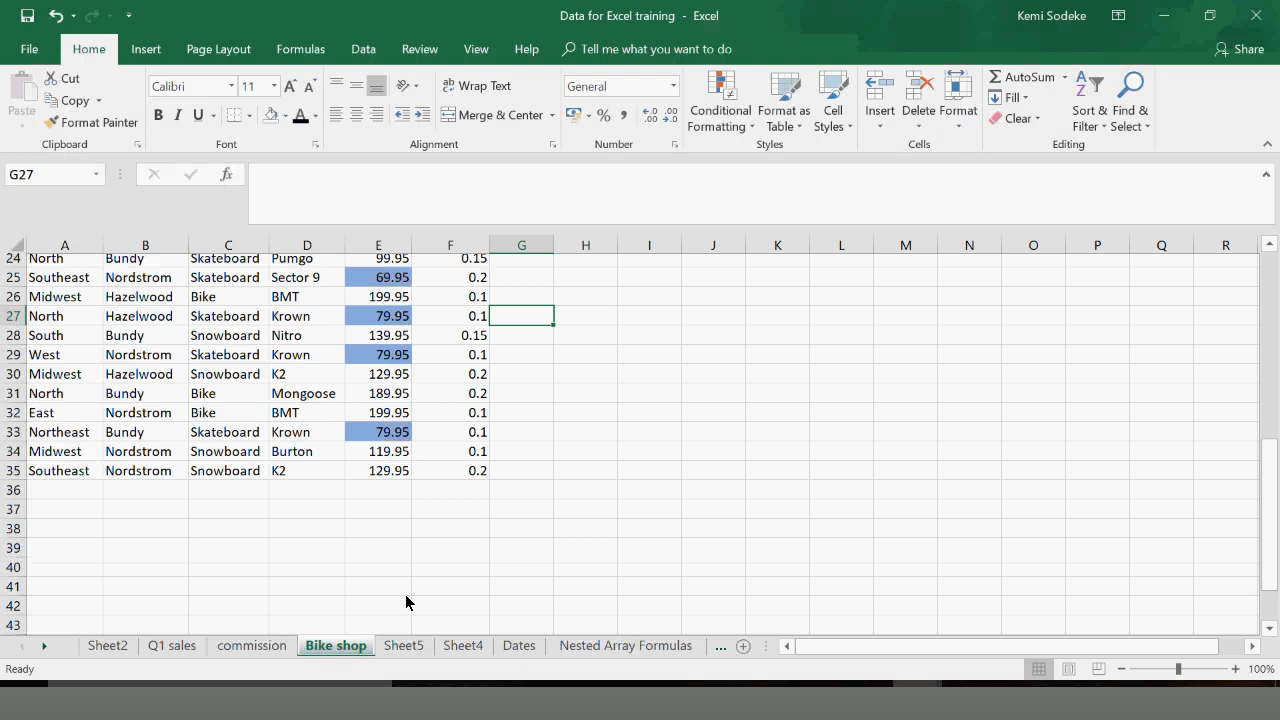 Data for Excel training - Excel
Kemi Sodeke
File Home Insert Page Layout Formulas Data Review View Help Tell me what you want to do Share
Paste
Cut
Copy
Format Painter
Clipboard
Calibri 11
B I U
Font
Wrap Text
Merge & Center
Alignment
General
Number
Conditional Formatting
Format as Table
Cell Styles
Styles
Insert Delete Format
Cells
AutoSum
Fill
Clear
Sort & Filter
Find & Select
Editing
G27
fx
A B C D E F G H I J K L M N O P Q R
24 North Bundy Skateboard Pumgo 99.95 0.15
25 Southeast Nordstrom Skateboard Sector 9 69.95 0.2
26 Midwest Hazelwood Bike BMT 199.95 0.1
27 North Hazelwood Skateboard Krown 79.95 0.1
28 South Bundy Snowboard Nitro 139.95 0.15
29 West Nordstrom Skateboard Krown 79.95 0.1
30 Midwest Hazelwood Snowboard K2 129.95 0.2
31 North Bundy Bike Mongoose 189.95 0.2
32 East Nordstrom Bike BMT 199.95 0.1
33 Northeast Bundy Skateboard Krown 79.95 0.1
34 Midwest Nordstrom Snowboard Burton 119.95 0.1
35 Southeast Nordstrom Snowboard K2 129.95 0.2
36
37
38
39
40
41
42
43
Sheet2 Q1 sales commission Bike shop Sheet5 Sheet4 Dates Nested Array Formulas ...
Ready
100%